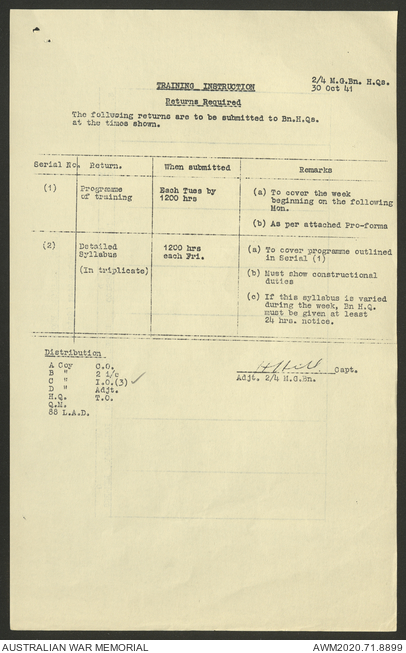 2/4 M.G.Bn. H.Qs.
TRAINING INSTRUCTION
30 Oct 41
Returns Required
The following returns are to be submitted to Bn.H.Qs.
at the times shown.
Serial No. Return. When submitted Remarks
(1) Programme of training Each Tues by 1200 hrs (a) To cover the week
beginning on the following
Mon.
(b) As per attached Pro-forms
(2) Detailed Syllabus 1200 hrs each Fri. (a) To cover programme outlined
in Serial (1)
(In triplicate)
(b) Must show constructional
duties
(c) If this syllabus is varied
during the week, Bn H.Q.
must be given at least
24 hrs. notice.
Distribution
A Coy C.O.
B " 2 i/c
C " I.O.(3) ✓
D " Adjt.
H.Q. T.O.
Q.M.
88 L.A.D.
Capt.
Adjt. 2/4 M.G.Bn.
AUSTRALIAN WAR MEMORIAL
AWM2020.71.8899